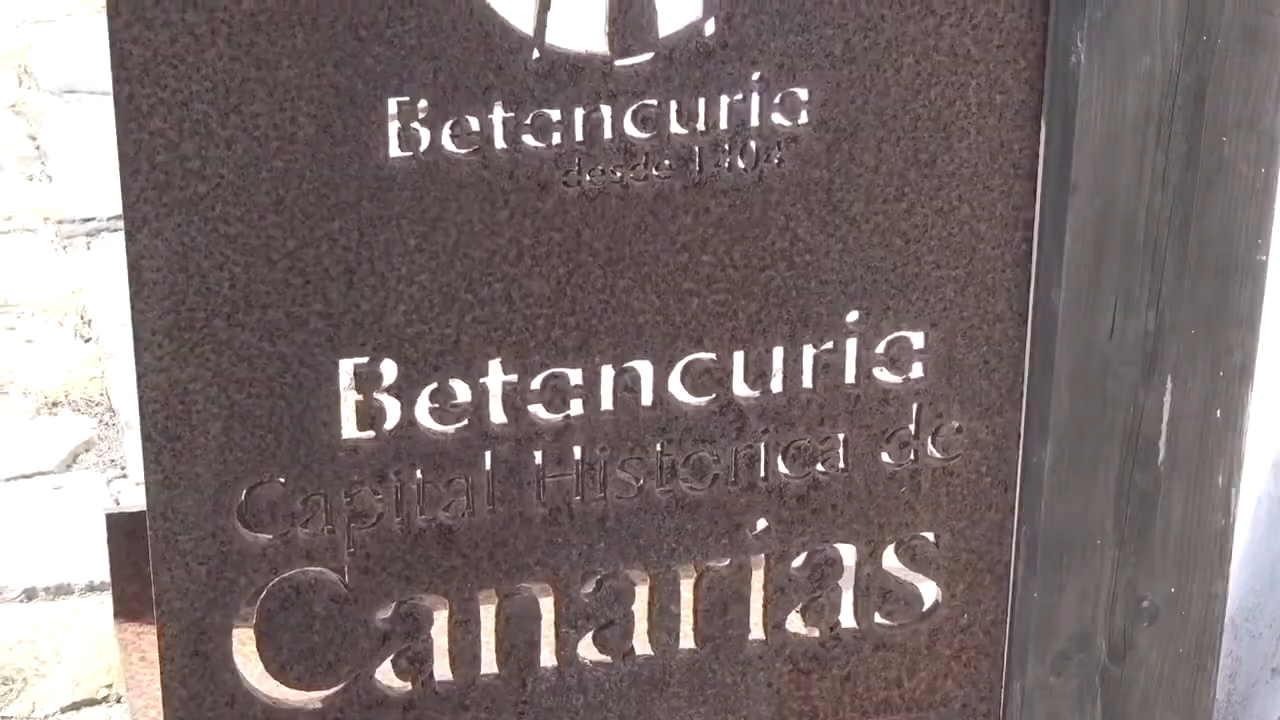 Betancuria
desde 1404
Betancuria
Capital Histórica de
Canarias